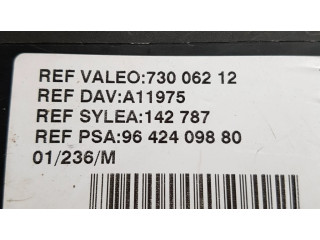 REF VALEO:730 062 12
REF DAV:A11975
REF SYLEA:142 787
REF PSA:96 424 098 80
01/236/M